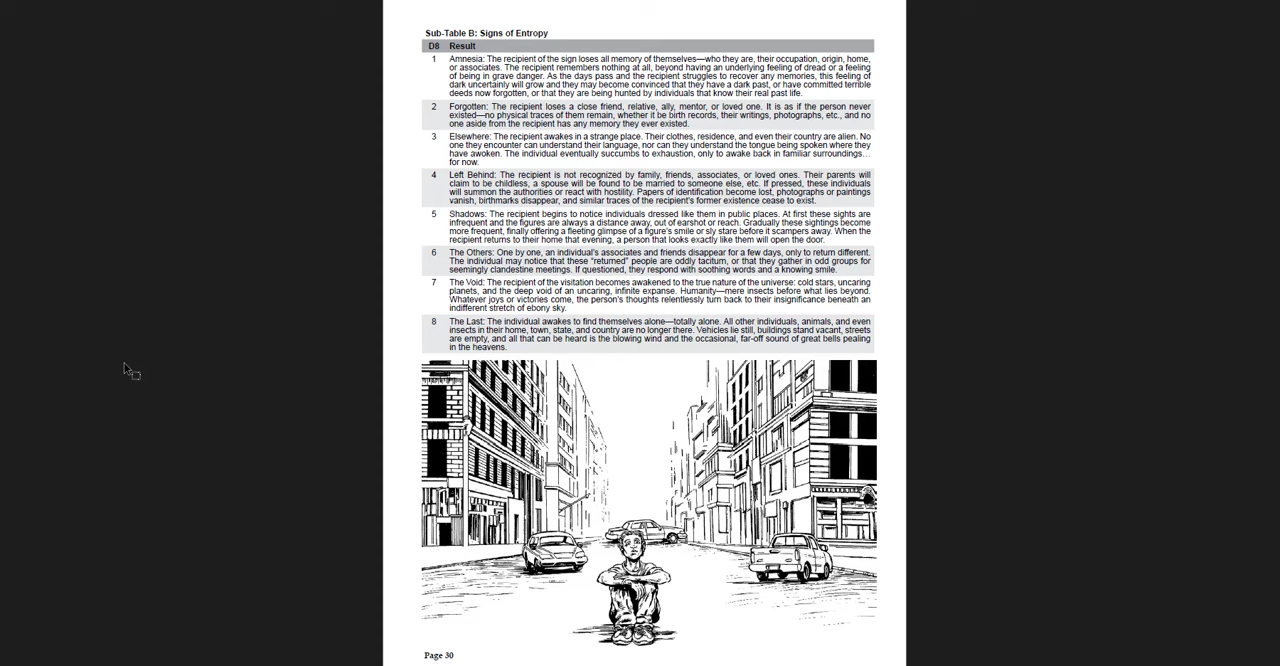 Sub-Table B: Signs of Entropy
D8 Result
1 Amnesia: The recipient of the sign loses all memory of themselves—who they are, their occupation, origin, home,
or associates. The recipient remembers nothing at all, beyond having an underlying feeling of dread or a feeling
of being in grave danger. As the days pass and the recipient struggles to recover any memories, this feeling of
dark uncertainly will grow and they may become convinced that they have a dark past, or have committed terrible
deeds now forgotten, or that they are being hunted by individuals that know their real past life.
2 Forgotten: The recipient loses a close friend, relative, ally, mentor, or loved one. It is as if the person never
existed—no physical traces of them remain, whether it be birth records, their writings, photographs, etc., and no
one aside from the recipient has any memory they ever existed.
3 Elsewhere: The recipient awakes in a strange place. Their clothes, residence, and even their country are alien. No
one they encounter can understand their language, nor can they understand the tongue being spoken where they
have awoken. The individual eventually succumbs to exhaustion, only to awake back in familiar surroundings…
for now.
4 Left Behind: The recipient is not recognized by family, friends, associates, or loved ones. Their parents will
claim to be childless, a spouse will be found to be married to someone else, etc. If pressed, these individuals
will summon the authorities or react with hostility. Papers of identification become lost, photographs or paintings
vanish, birthmarks disappear, and similar traces of the recipient's former existence cease to exist.
5 Shadows: The recipient begins to notice individuals dressed like them in public places. At first these sights are
infrequent and the figures are always a distance away, out of earshot or reach. Gradually these sightings become
more frequent, finally offering a fleeting glimpse of a figure's smile or sly stare before it scampers away. When the
recipient returns to their home that evening, a person that looks exactly like them will open the door.
6 The Others: One by one, an individual's associates and friends disappear for a few days, only to return different.
The individual may notice that these “returned” people are oddly taciturn, or that they gather in odd groups for
seemingly clandestine meetings. If questioned, they respond with soothing words and a knowing smile.
7 The Void: The recipient of the visitation becomes awakened to the true nature of the universe: cold stars, uncaring
planets, and the deep void of an uncaring, infinite expanse. Humanity—mere insects before what lies beyond.
Whatever joys or victories come, the person's thoughts relentlessly turn back to their insignificance beneath an
indifferent stretch of ebony sky.
8 The Last: The individual awakes to find themselves alone—totally alone. All other individuals, animals, and even
insects in their home, town, state, and country are no longer there. Vehicles lie still, buildings stand vacant, streets
are empty, and all that can be heard is the blowing wind and the occasional, far-off sound of great bells pealing
in the heavens.
Page 30